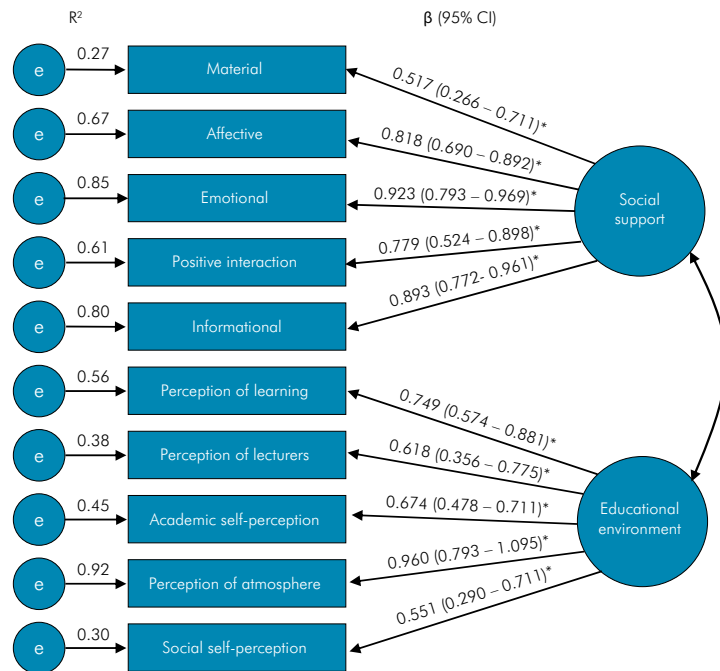 R² β (95% CI)
e 0.27 Material 0.517 (0.266 – 0.711)*
e 0.67 Affective 0.818 (0.690 – 0.892)*
e 0.85 Emotional 0.923 (0.793 – 0.969)*
Social
support
e 0.61 Positive interaction 0.779 (0.524 – 0.898)*
e 0.80 Informational 0.893 (0.772- 0.961)*
e 0.56 Perception of learning 0.749 (0.574 – 0.881)*
e 0.38 Perception of lecturers 0.618 (0.356 – 0.775)*
e 0.45 Academic self-perception 0.674 (0.478 – 0.711)*
Educational
environment
e 0.92 Perception of atmosphere 0.960 (0.793 – 1.095)*
e 0.30 Social self-perception 0.551 (0.290 – 0.711)*